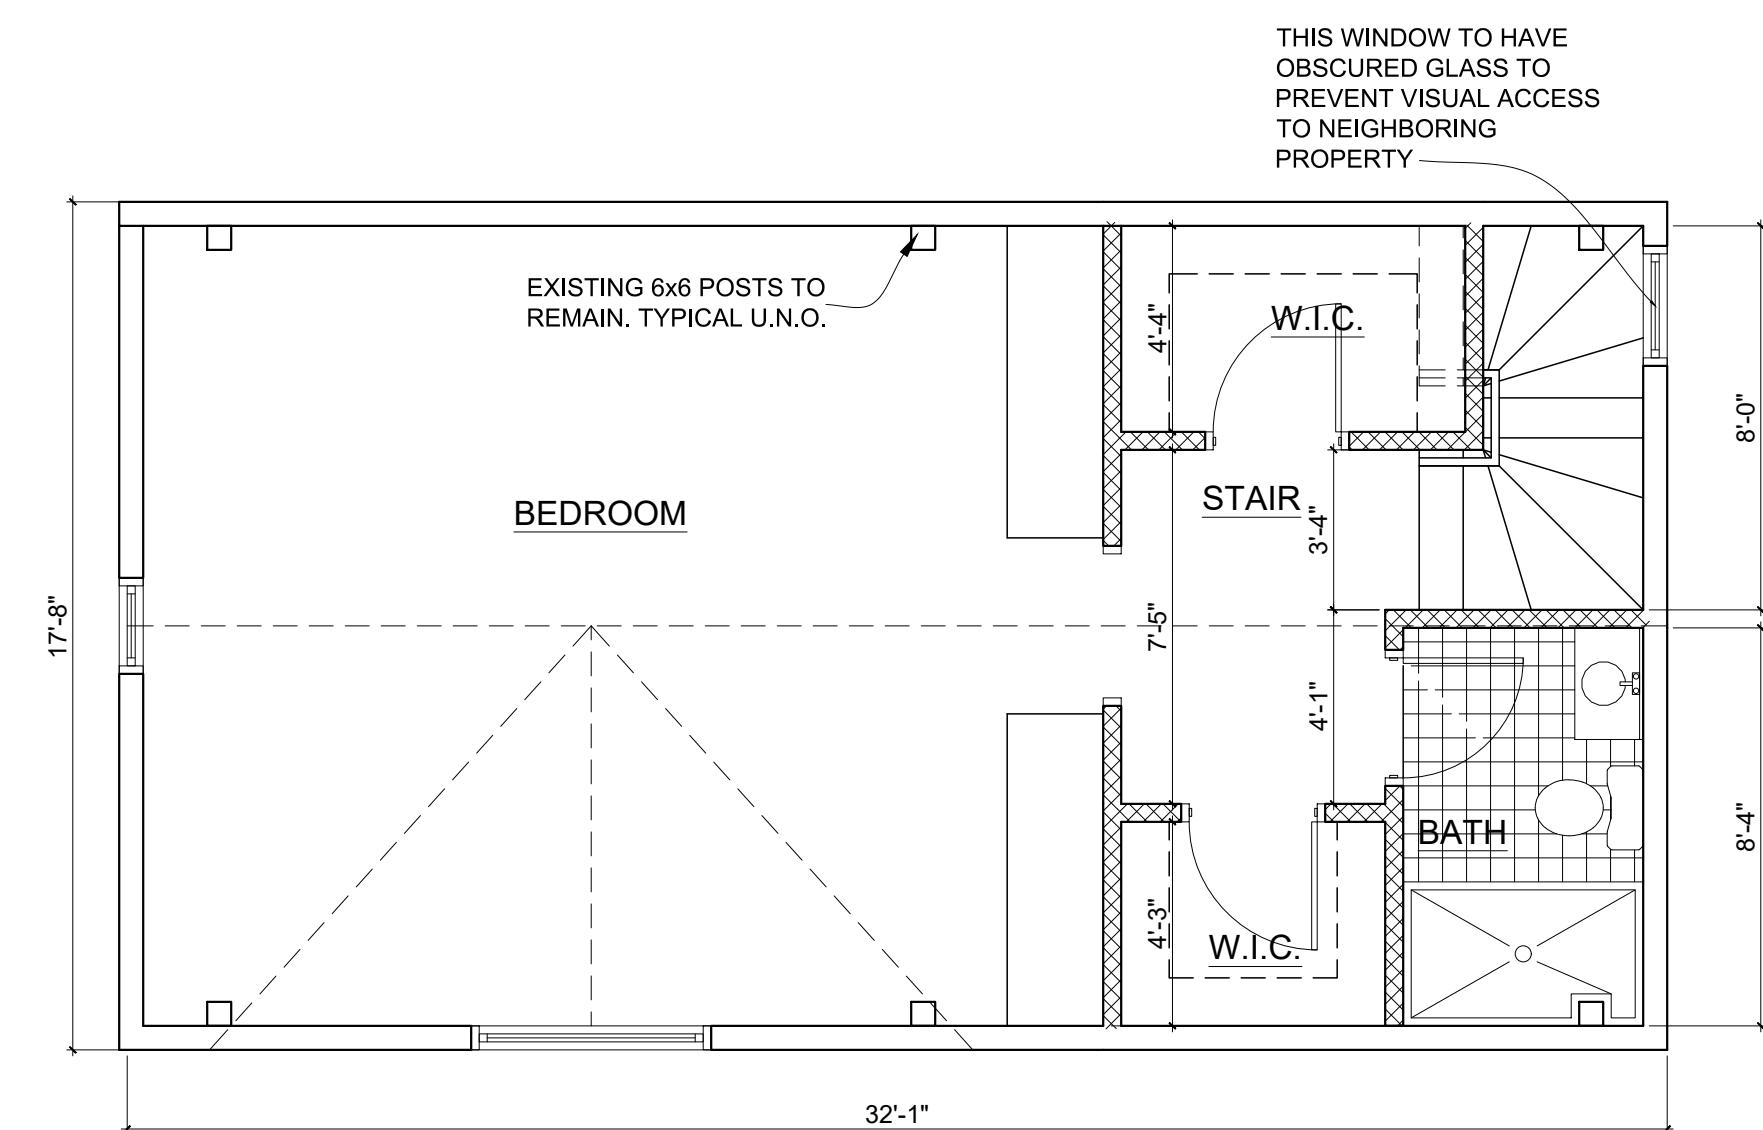 THIS WINDOW TO HAVE
OBSCURED GLASS TO
PREVENT VISUAL ACCESS
TO NEIGHBORING
PROPERTY
EXISTING 6x6 POSTS TO
REMAIN. TYPICAL U.N.O.
W.I.C.
4'-4"
8'-0"
BEDROOM
STAIR
3'-4"
17'-8"
7'-5"
4'-1"
BATH
8'-4"
4'-3"
W.I.C.
32'-1"